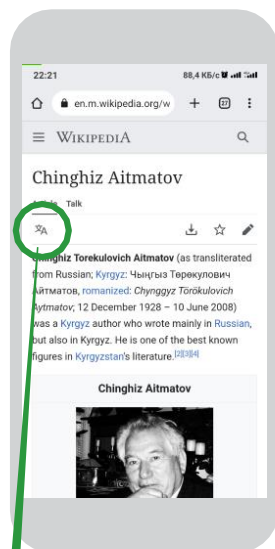 22:21 88,4 КБ/с
en.m.wikipedia.org/w 27
WIKIPEDIA
Chinghiz Aitmatov
Article Talk
Chinghiz Torekulovich Aitmatov (as transliterated
from Russian; Kyrgyz: Чыңгыз Төрөкулович
Айтматов, romanized: Chynggyz Törökulovich
Aytmatov; 12 December 1928 – 10 June 2008)
was a Kyrgyz author who wrote mainly in Russian,
but also in Kyrgyz. He is one of the best known
figures in Kyrgyzstan's literature.[2][3][4]
Chinghiz Aitmatov